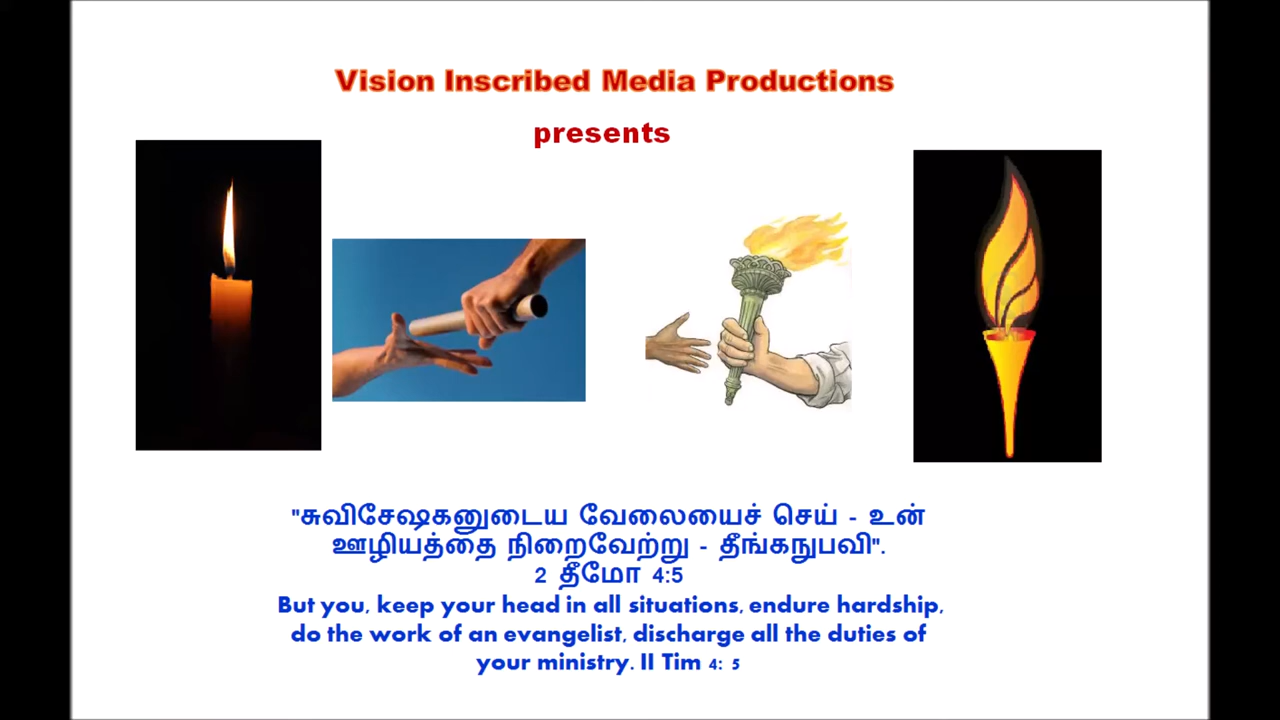 Vision Inscribed Media Productions
presents
"சுவிசேஷகனுடைய வேலையைச் செய் - உன்
ஊழியத்தை நிறைவேற்று - தீங்கநுபவி".
2 தீமோ 4:5
But you, keep your head in all situations, endure hardship,
do the work of an evangelist, discharge all the duties of
your ministry. II Tim 4: 5